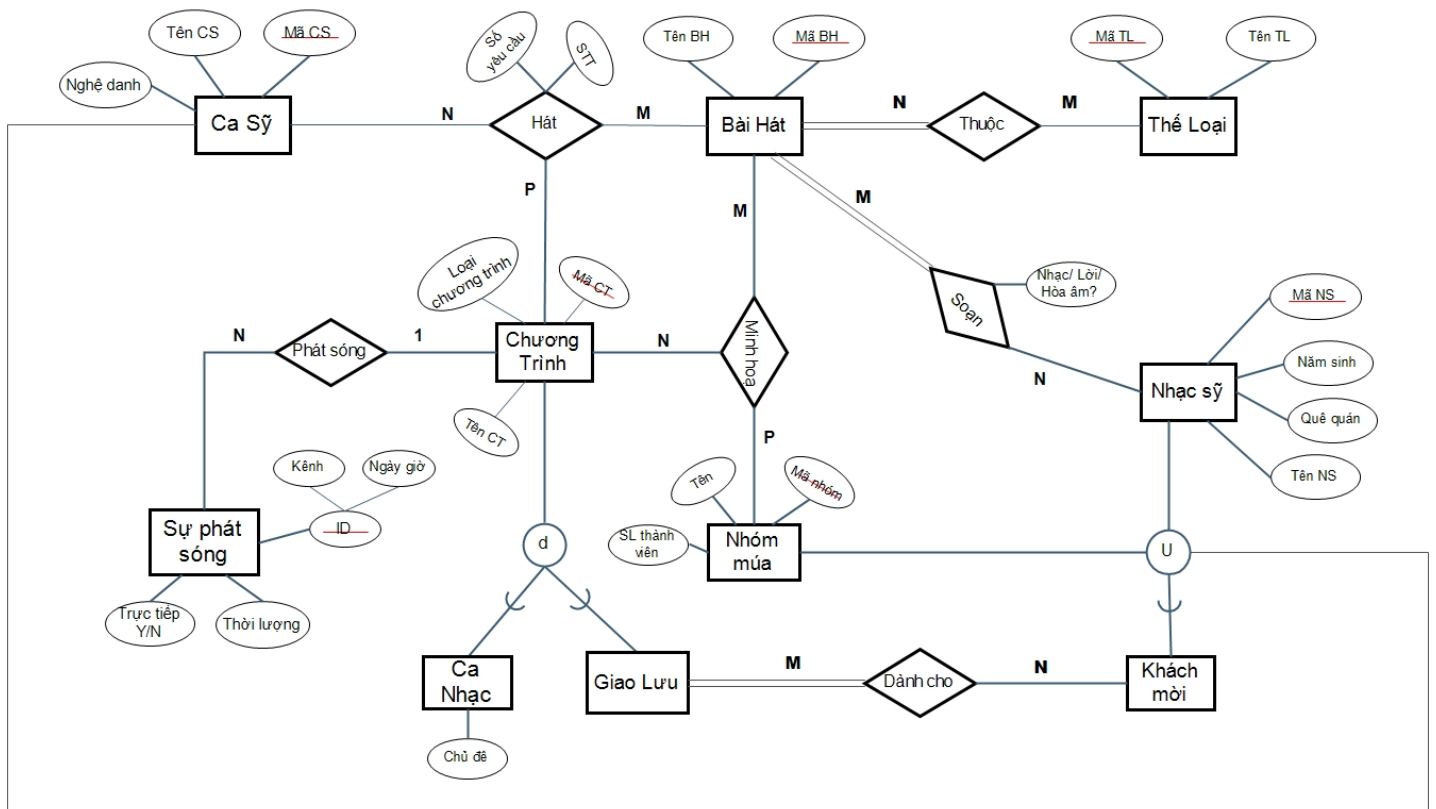 Tên CS
Mã CS
Nghệ danh
Ca Sỹ
N
Số
yêu cầu
STT
Hát
M
P
Tên BH
Mã BH
Bài Hát
N
Thuộc
M
Mã TL
Tên TL
Thể Loại
M
M
Soạn
Nhạc/ Lời/
Hòa âm?
N
Mã NS
Năm sinh
Quê quán
Tên NS
Nhạc sỹ
Loại
chương trình
Mã CT
Chương
Trình
Tên CT
N
Phát sóng
1
N
Minh hoạ
P
Kênh
Ngày giờ
ID
Sự phát
sóng
Trực tiếp
Y/N
Thời lượng
d
Tên
Mã nhóm
SL thành
viên
Nhóm
múa
U
Ca
Nhạc
Chủ đề
Giao Lưu
M
Dành cho
N
Khách
mời